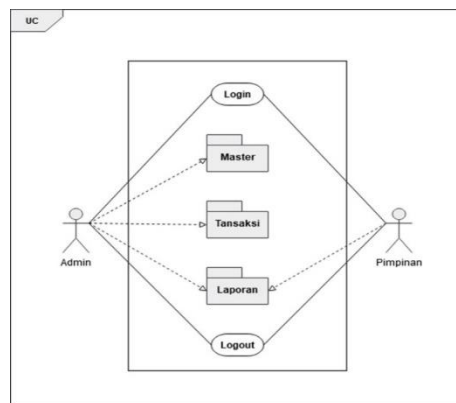 UC
Login
Master
Tansaksi
Admin
Pimpinan
Laporan
Logout